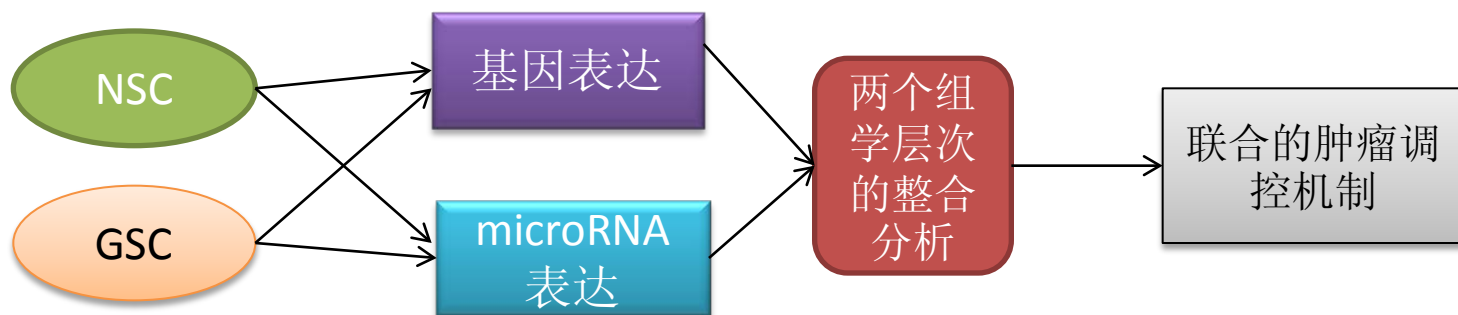 NSC
GSC
基因表达
microRNA
表达
两个组
学层次
的整合
分析
联合的肿瘤调
控机制